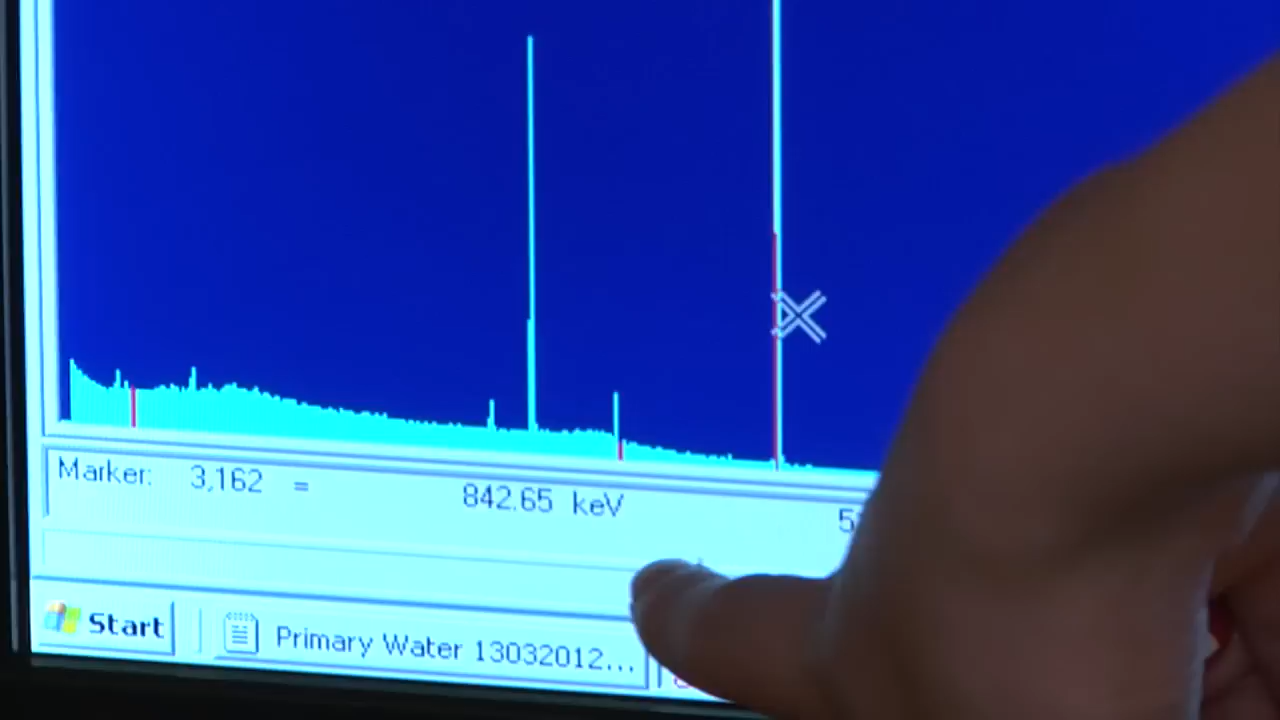 Marker: 3,162 = 842.65 keV
Start
Primary Water 13032012...